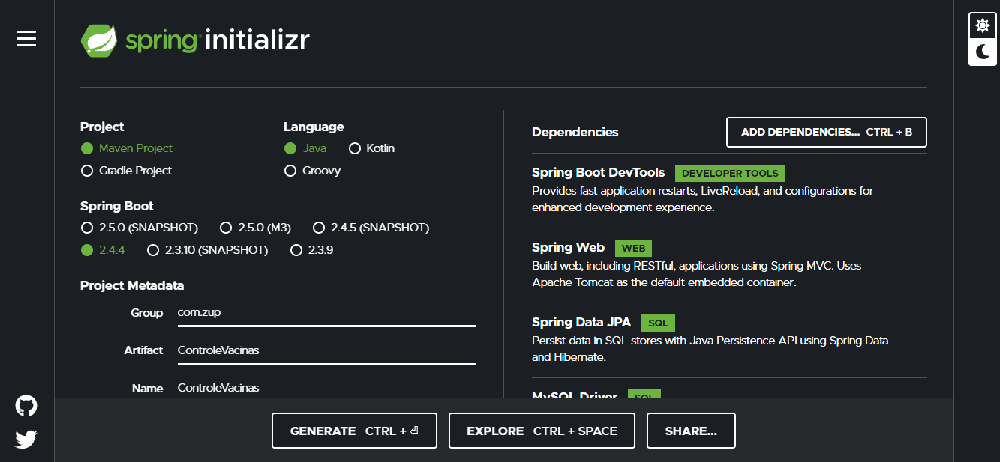 spring initializr
Project
Maven Project
Gradle Project
Language
Java Kotlin
Groovy
Spring Boot
2.5.0 (SNAPSHOT) 2.5.0 (M3) 2.4.5 (SNAPSHOT)
2.4.4 2.3.10 (SNAPSHOT) 2.3.9
Project Metadata
Group com.zup
Artifact ControleVacinas
Name ControleVacinas
Dependencies
ADD DEPENDENCIES... CTRL + B
Spring Boot DevTools DEVELOPER TOOLS
Provides fast application restarts, LiveReload, and configurations for
enhanced development experience.
Spring Web WEB
Build web, including RESTful, applications using Spring MVC. Uses
Apache Tomcat as the default embedded container.
Spring Data JPA SQL
Persist data in SQL stores with Java Persistence API using Spring Data
and Hibernate.
MySQL Driver SQL
GENERATE CTRL + ⏎
EXPLORE CTRL + SPACE
SHARE...